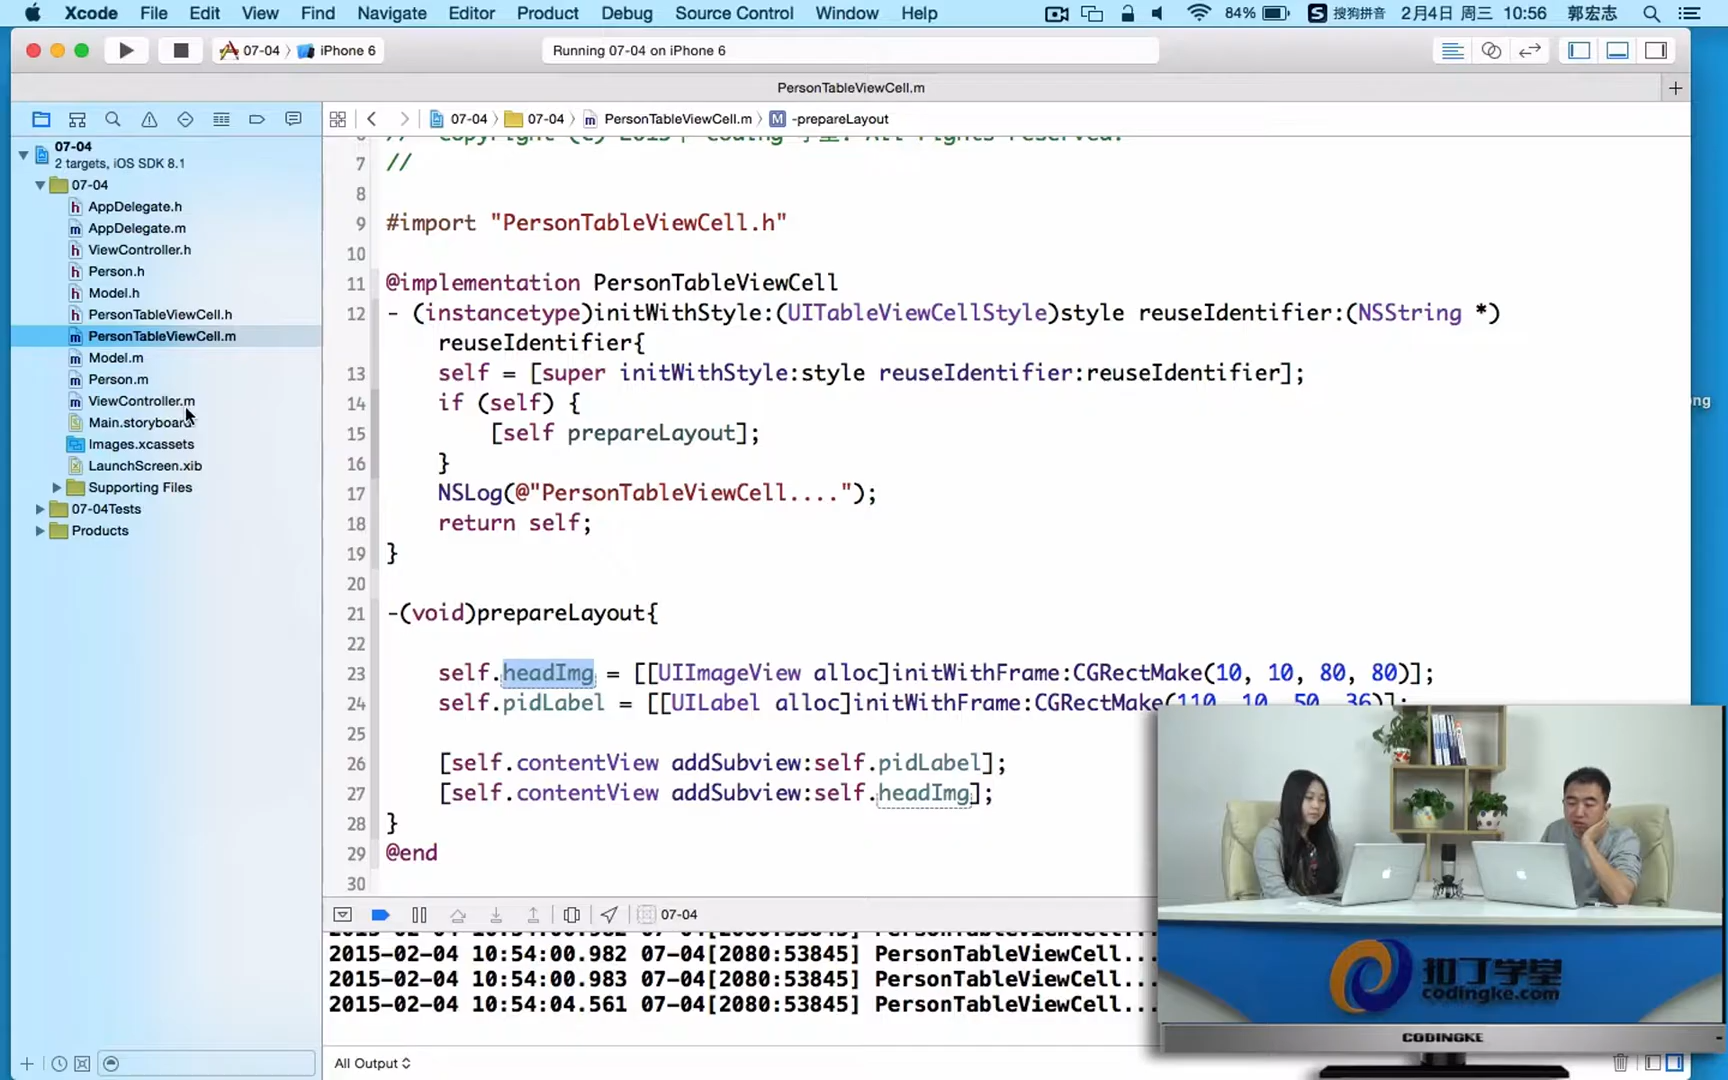 Xcode File Edit View Find Navigate Editor Product Debug Source Control Window Help 84% S 搜狗拼音 2月4日 周三 10:56 郭宏志
07-04 iPhone 6 Running 07-04 on iPhone 6
PersonTableViewCell.m
07-04 07-04 PersonTableViewCell.m M -prepareLayout
07-04
2 targets, iOS SDK 8.1
07-04
h AppDelegate.h
m AppDelegate.m
h ViewController.h
h Person.h
h Model.h
h PersonTableViewCell.h
m PersonTableViewCell.m
m Model.m
m Person.m
m ViewController.m
Main.storyboard
Images.xcassets
LaunchScreen.xib
Supporting Files
07-04Tests
Products
7 //
8
9 #import "PersonTableViewCell.h"
10
11 @implementation PersonTableViewCell
12 - (instancetype)initWithStyle:(UITableViewCellStyle)style reuseIdentifier:(NSString *)
reuseIdentifier{
13 self = [super initWithStyle:style reuseIdentifier:reuseIdentifier];
14 if (self) {
15 [self prepareLayout];
16 }
17 NSLog(@"PersonTableViewCell....");
18 return self;
19 }
20
21 -(void)prepareLayout{
22
23 self.headImg = [[UIImageView alloc]initWithFrame:CGRectMake(10, 10, 80, 80)];
24 self.pidLabel = [[UILabel alloc]initWithFrame:CGRectMake(110, 10, 50, 36)];
25
26 [self.contentView addSubview:self.pidLabel];
27 [self.contentView addSubview:self.headImg];
28 }
29 @end
30
07-04
2015-02-04 10:54:00.982 07-04[2080:53845] PersonTableViewCell...
2015-02-04 10:54:00.983 07-04[2080:53845] PersonTableViewCell...
2015-02-04 10:54:04.561 07-04[2080:53845] PersonTableViewCell...
All Output
扣丁学堂
codingke.com
CODINGKE
ong